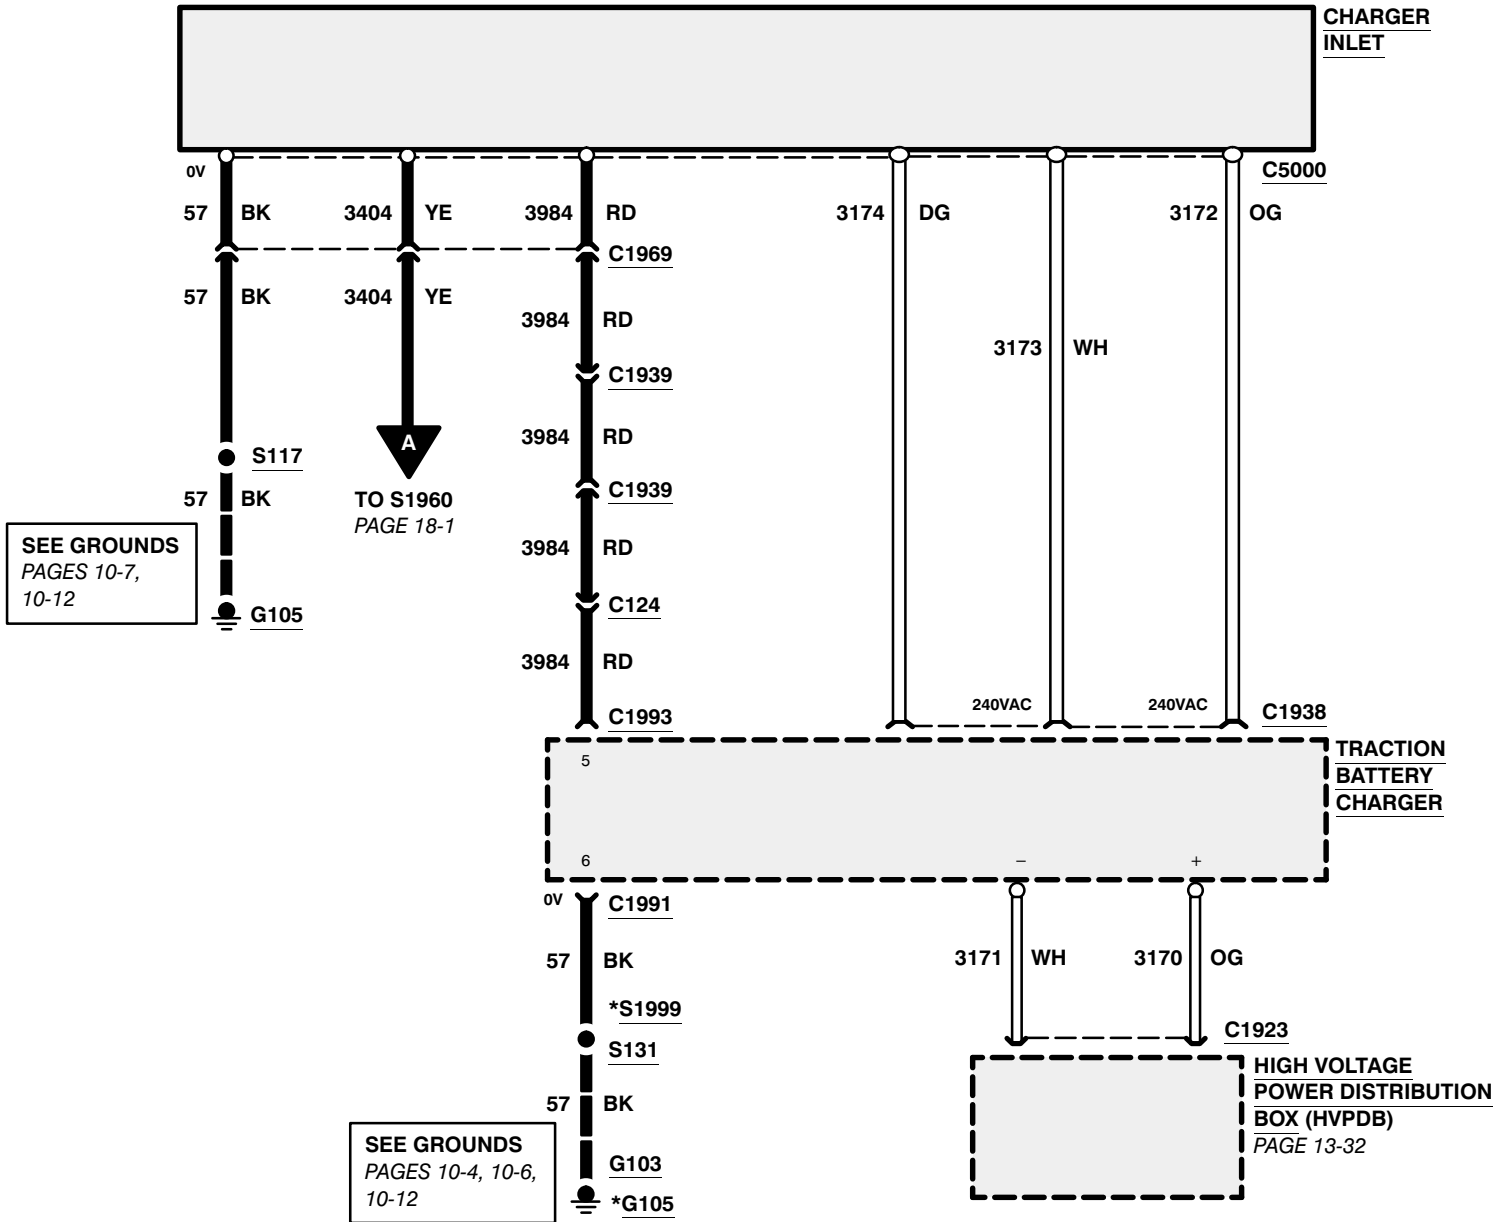 CHARGER
INLET
0V
C5000
57 BK 3404 YE 3984 RD 3174 DG 3172 OG
C1969
57 BK 3404 YE
3984 RD
3173 WH
C1939
3984 RD
A
S117
C1939
57 BK
TO S1960
PAGE 18-1
SEE GROUNDS
PAGES 10-7,
10-12
3984 RD
C124
G105
3984 RD
C1993
240VAC 240VAC C1938
TRACTION
BATTERY
CHARGER
5
6 − +
0V C1991
57 BK
3171 WH 3170 OG
*S1999
C1923
S131
HIGH VOLTAGE
POWER DISTRIBUTION
BOX (HVPDB)
PAGE 13-32
57 BK
SEE GROUNDS
PAGES 10-4, 10-6,
10-12
G103
*G105